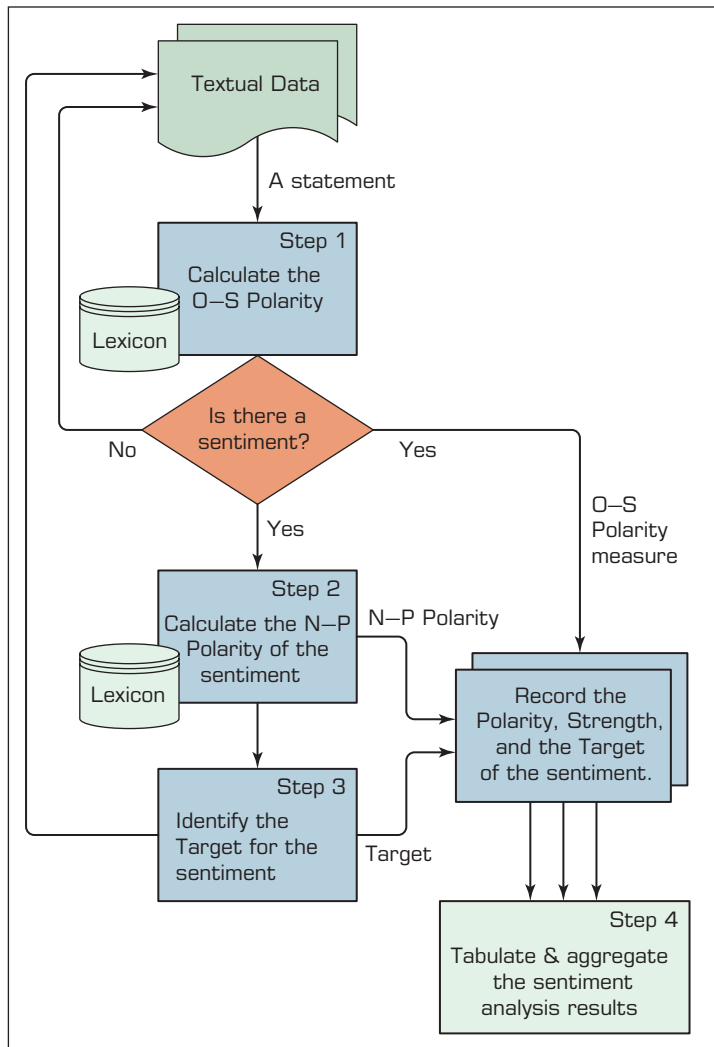 Textual Data
A statement
Step 1
Calculate the
O–S Polarity
Lexicon
Is there a
sentiment?
No
Yes
O–S
Polarity
measure
Yes
Step 2
Calculate the N–P
Polarity of the
sentiment
Lexicon
N–P Polarity
Record the
Polarity, Strength,
and the Target
of the sentiment.
Step 3
Identify the
Target for the
sentiment
Target
Step 4
Tabulate & aggregate
the sentiment
analysis results